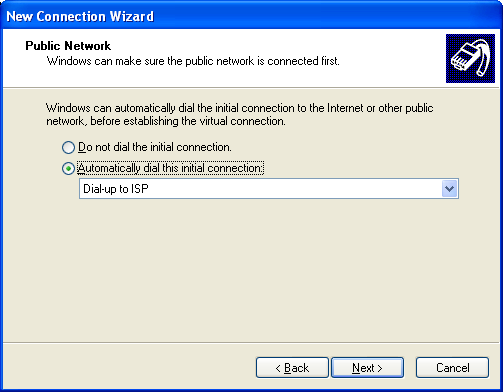 New Connection Wizard
Public Network
Windows can make sure the public network is connected first.
Windows can automatically dial the initial connection to the Internet or other public
network, before establishing the virtual connection.
Do not dial the initial connection.
Automatically dial this initial connection:
Dial-up to ISP
< Back Next > Cancel